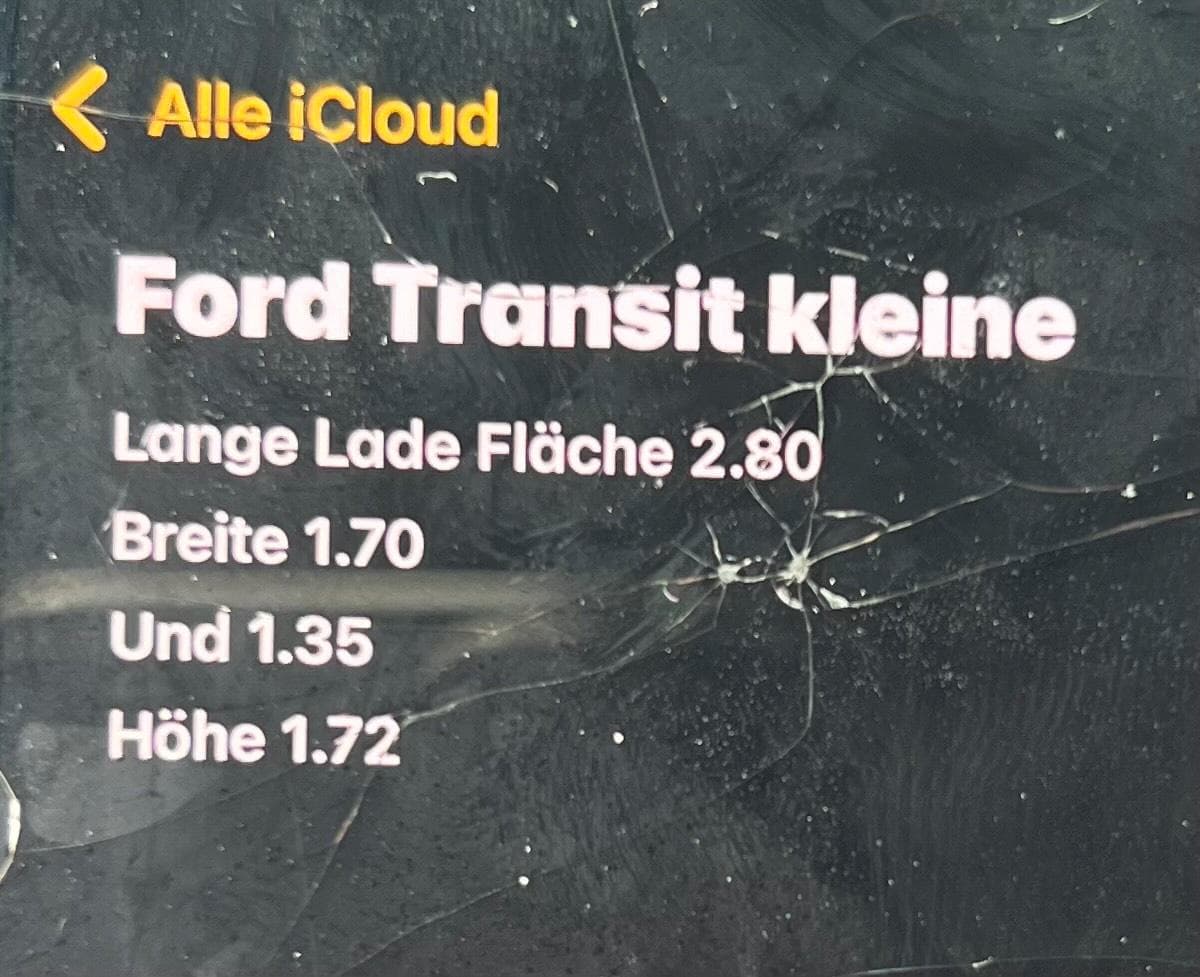 Alle iCloud
Ford Transit kleine
Lange Lade Fläche 2.80
Breite 1.70
Und 1.35
Höhe 1.72